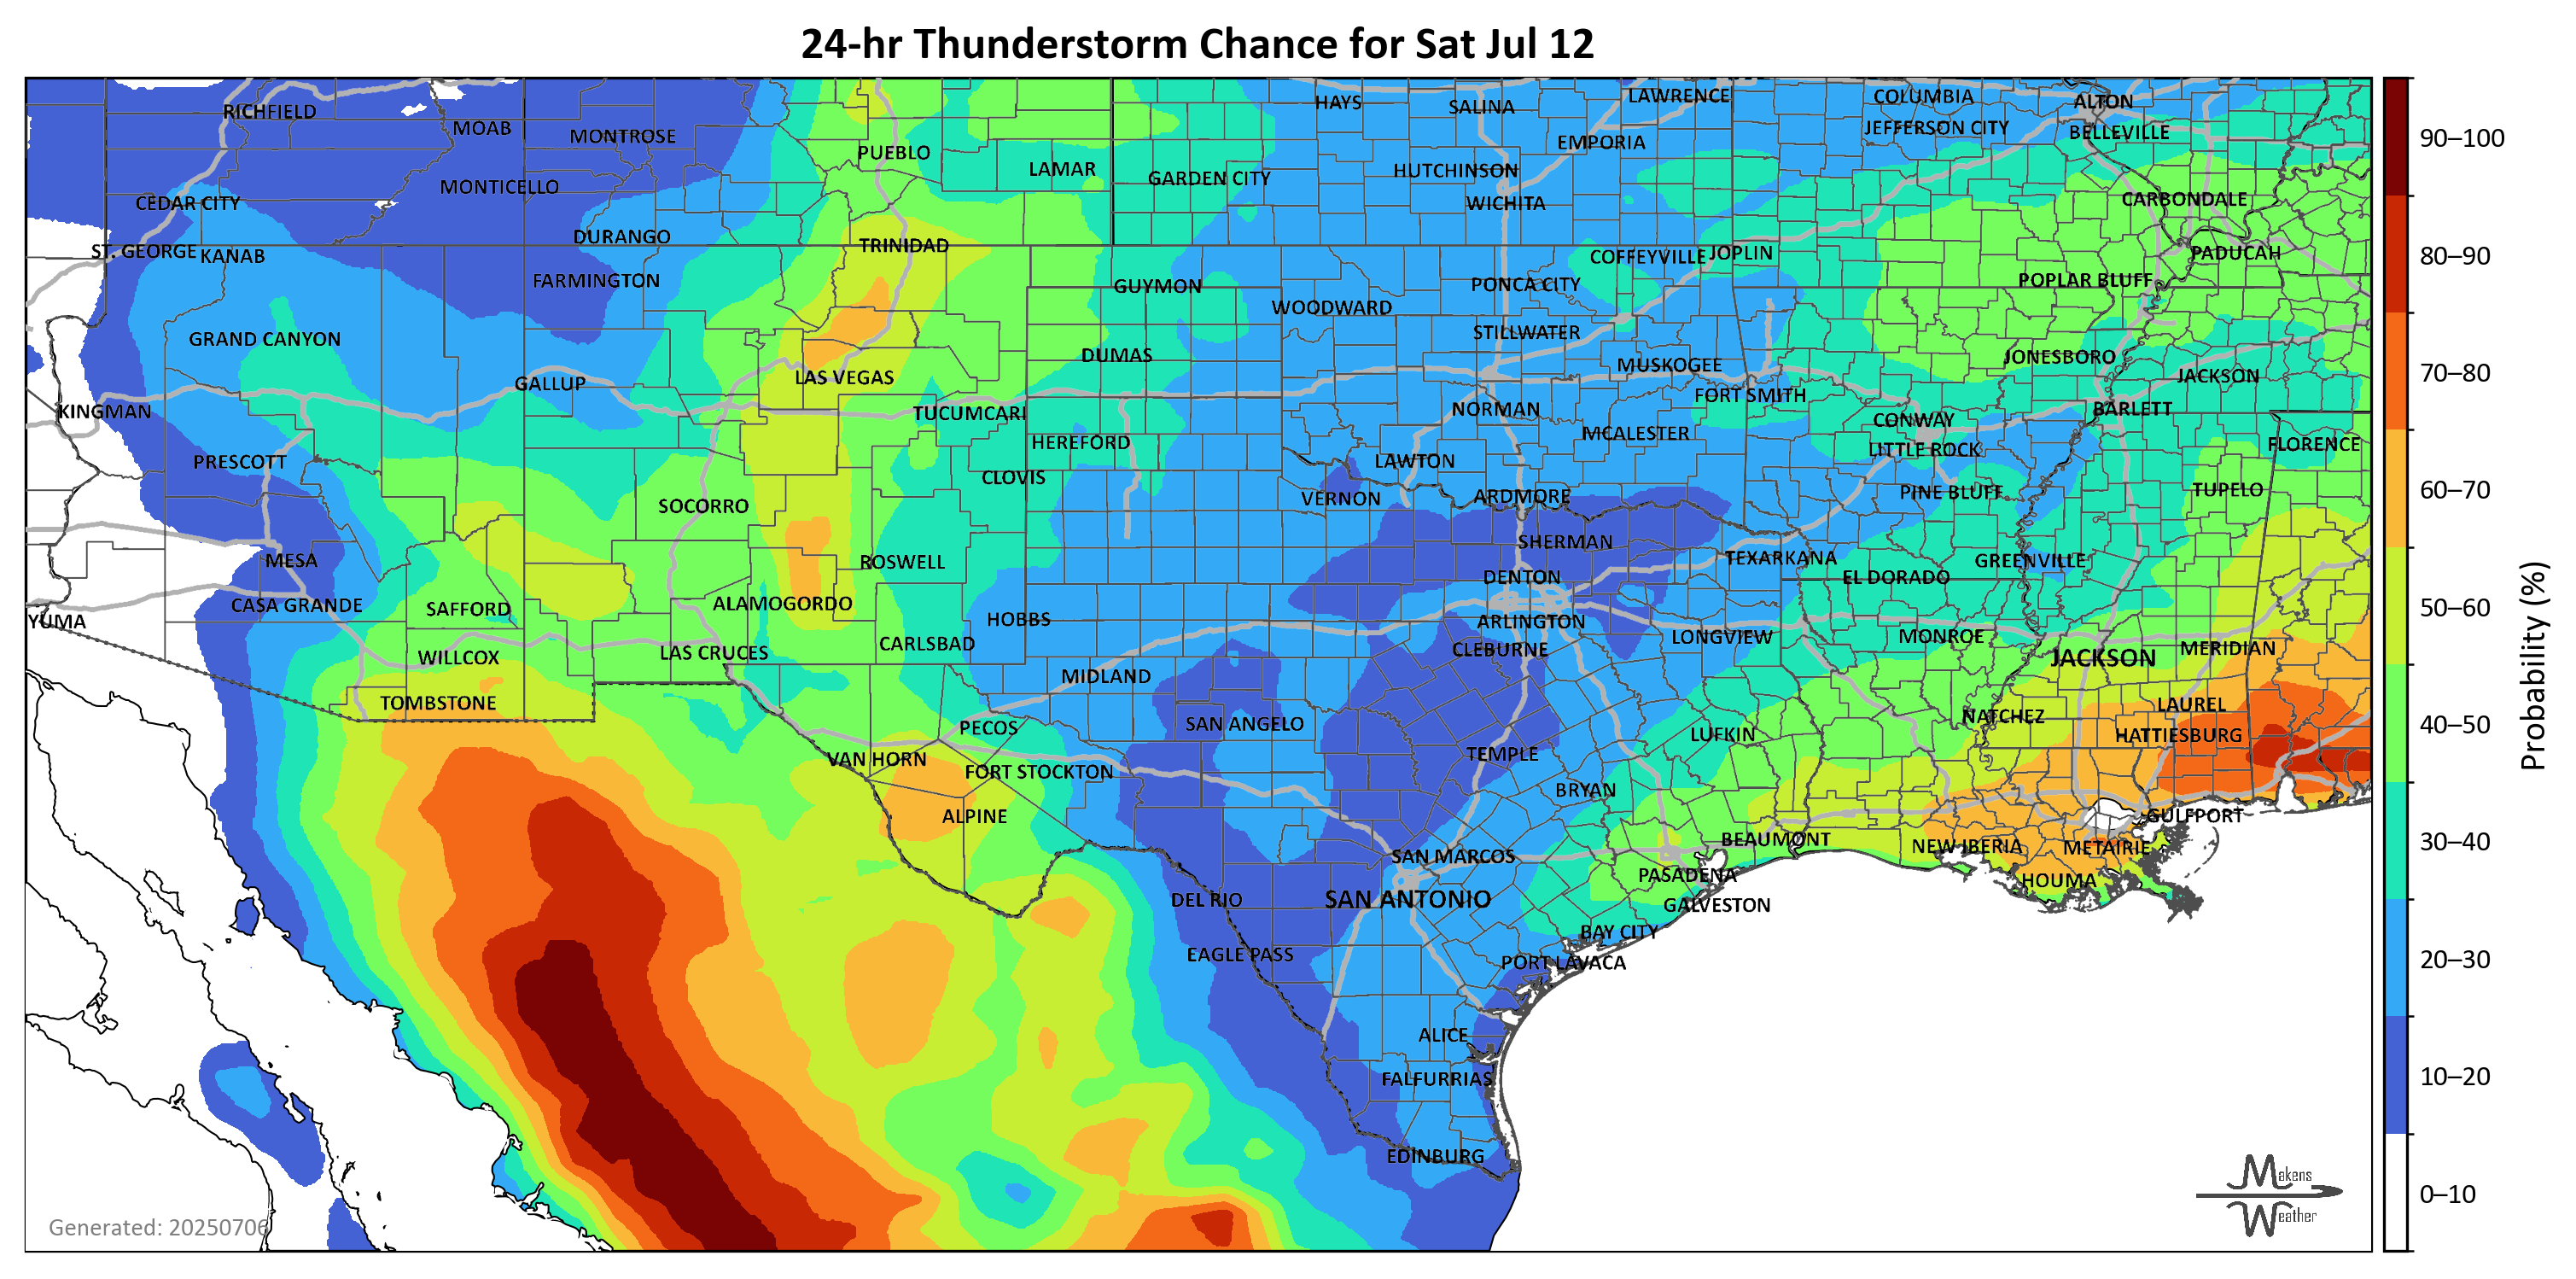 24-hr Thunderstorm Chance for Sat Jul 12
RICHFIELD
MOAB
MONTROSE
PUEBLO
LAMAR
HAYS
SALINA
LAWRENCE
COLUMBIA
ALTON
EMPORIA
JEFFERSON CITY
BELLEVILLE
CEDAR CITY
MONTICELLO
GARDEN CITY
HUTCHINSON
WICHITA
CARBONDALE
ST. GEORGE
KANAB
DURANGO
TRINIDAD
COFFEYVILLE
JOPLIN
PADUCAH
FARMINGTON
GUYMON
WOODWARD
PONCA CITY
POPLAR BLUFF
GRAND CANYON
DUMAS
STILLWATER
JONESBORO
GALLUP
LAS VEGAS
MUSKOGEE
JACKSON
KINGMAN
TUCUMCARI
NORMAN
FORT SMITH
BARLETT
HEREFORD
MCALESTER
CONWAY
LITTLE ROCK
FLORENCE
PRESCOTT
CLOVIS
LAWTON
SOCORRO
VERNON
ARDMORE
PINE BLUFF
TUPELO
MESA
ROSWELL
SHERMAN
TEXARKANA
GREENVILLE
DENTON
EL DORADO
CASA GRANDE
SAFFORD
ALAMOGORDO
YUMA
HOBBS
ARLINGTON
WILLCOX
LAS CRUCES
CARLSBAD
CLEBURNE
LONGVIEW
MONROE
JACKSON
MERIDIAN
TOMBSTONE
MIDLAND
PECOS
SAN ANGELO
LUFKIN
NATCHEZ
LAUREL
HATTIESBURG
VAN HORN
FORT STOCKTON
TEMPLE
BRYAN
ALPINE
BEAUMONT
GULFPORT
NEW IBERIA
METAIRIE
SAN MARCOS
PASADENA
HOUMA
DEL RIO
SAN ANTONIO
GALVESTON
EAGLE PASS
BAY CITY
PORT LAVACA
ALICE
FALFURRIAS
EDINBURG
Generated: 20250706
Makens
Weather
90–100
80–90
70–80
60–70
50–60
40–50
30–40
20–30
10–20
0–10
Probability (%)